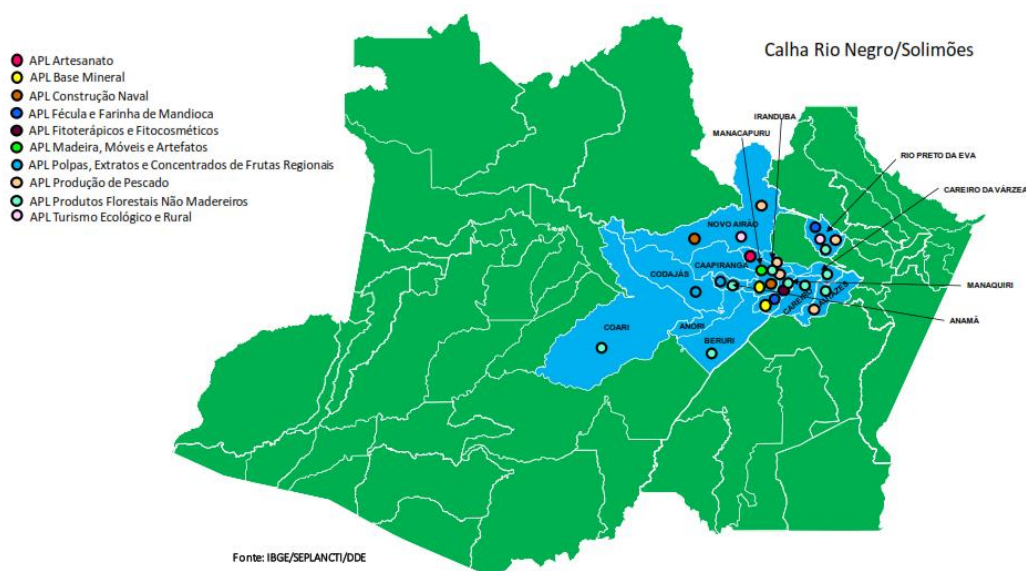 Calha Rio Negro/Solimões
APL Artesanato
APL Base Mineral
APL Construção Naval
APL Fécula e Farinha de Mandioca
APL Fitoterápicos e Fitocosméticos
APL Madeira, Móveis e Artefatos
APL Polpas, Extratos e Concentrados de Frutas Regionais
APL Produção de Pescado
APL Produtos Florestais Não Madereiros
APL Turismo Ecológico e Rural
IRANDUBA
MANACAPURU
RIO PRETO DA EVA
CAREIRO DA VÁRZEA
NOVO AIRÃO
CAAPIRANGA
CODAJÁS
MANAQUIRI
CAREIRO
AUTAZES
ANAMÃ
COARI
ANORI
BERURI
Fonte: IBGE/SEPLANCTI/DDE